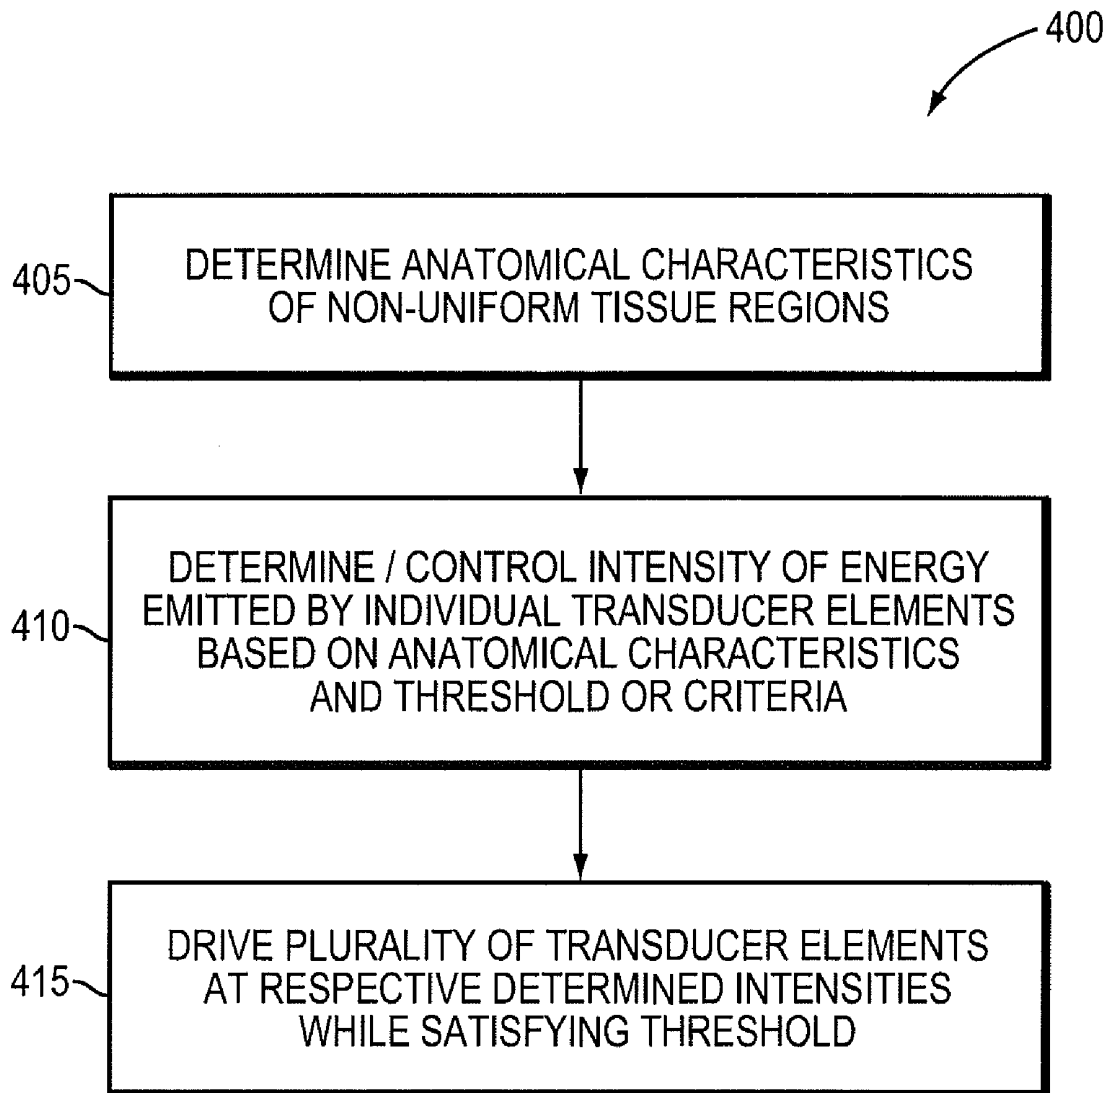 400
405
DETERMINE ANATOMICAL CHARACTERISTICS
OF NON-UNIFORM TISSUE REGIONS
410
DETERMINE / CONTROL INTENSITY OF ENERGY
EMITTED BY INDIVIDUAL TRANSDUCER ELEMENTS
BASED ON ANATOMICAL CHARACTERISTICS
AND THRESHOLD OR CRITERIA
415
DRIVE PLURALITY OF TRANSDUCER ELEMENTS
AT RESPECTIVE DETERMINED INTENSITIES
WHILE SATISFYING THRESHOLD